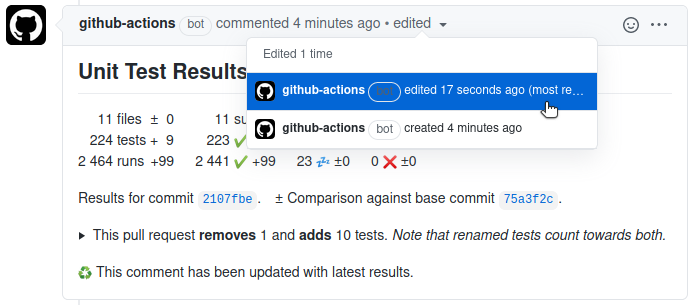 github-actions bot commented 4 minutes ago • edited
Edited 1 time
Unit Test Results
github-actions bot edited 17 seconds ago (most re…
11 files ± 0 11 su
github-actions bot created 4 minutes ago
224 tests + 9 223 ✔
2 464 runs +99 2 441 ✔ +99 23 💤 ±0 0 ❌ ±0
Results for commit 2107fbe. ± Comparison against base commit 75a3f2c.
▸ This pull request removes 1 and adds 10 tests. Note that renamed tests count towards both.
♻ This comment has been updated with latest results.